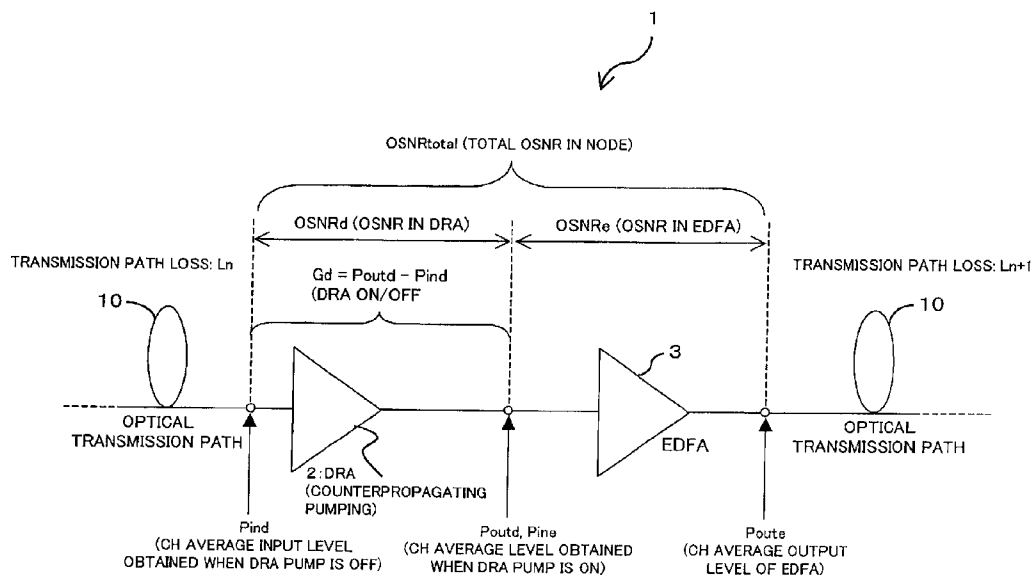 1
OSNRtotal (TOTAL OSNR IN NODE)
OSNRd (OSNR IN DRA)
OSNRe (OSNR IN EDFA)
TRANSMISSION PATH LOSS: Ln
Gd = Poutd − Pind
(DRA ON/OFF
TRANSMISSION PATH LOSS: Ln+1
10
3
10
OPTICAL
TRANSMISSION PATH
2:DRA
(COUNTERPROPAGATING
PUMPING)
EDFA
OPTICAL
TRANSMISSION PATH
Pind
(CH AVERAGE INPUT LEVEL
OBTAINED WHEN DRA PUMP IS OFF)
Poutd, Pine
(CH AVERAGE LEVEL OBTAINED
WHEN DRA PUMP IS ON)
Poute
(CH AVERAGE OUTPUT
LEVEL OF EDFA)